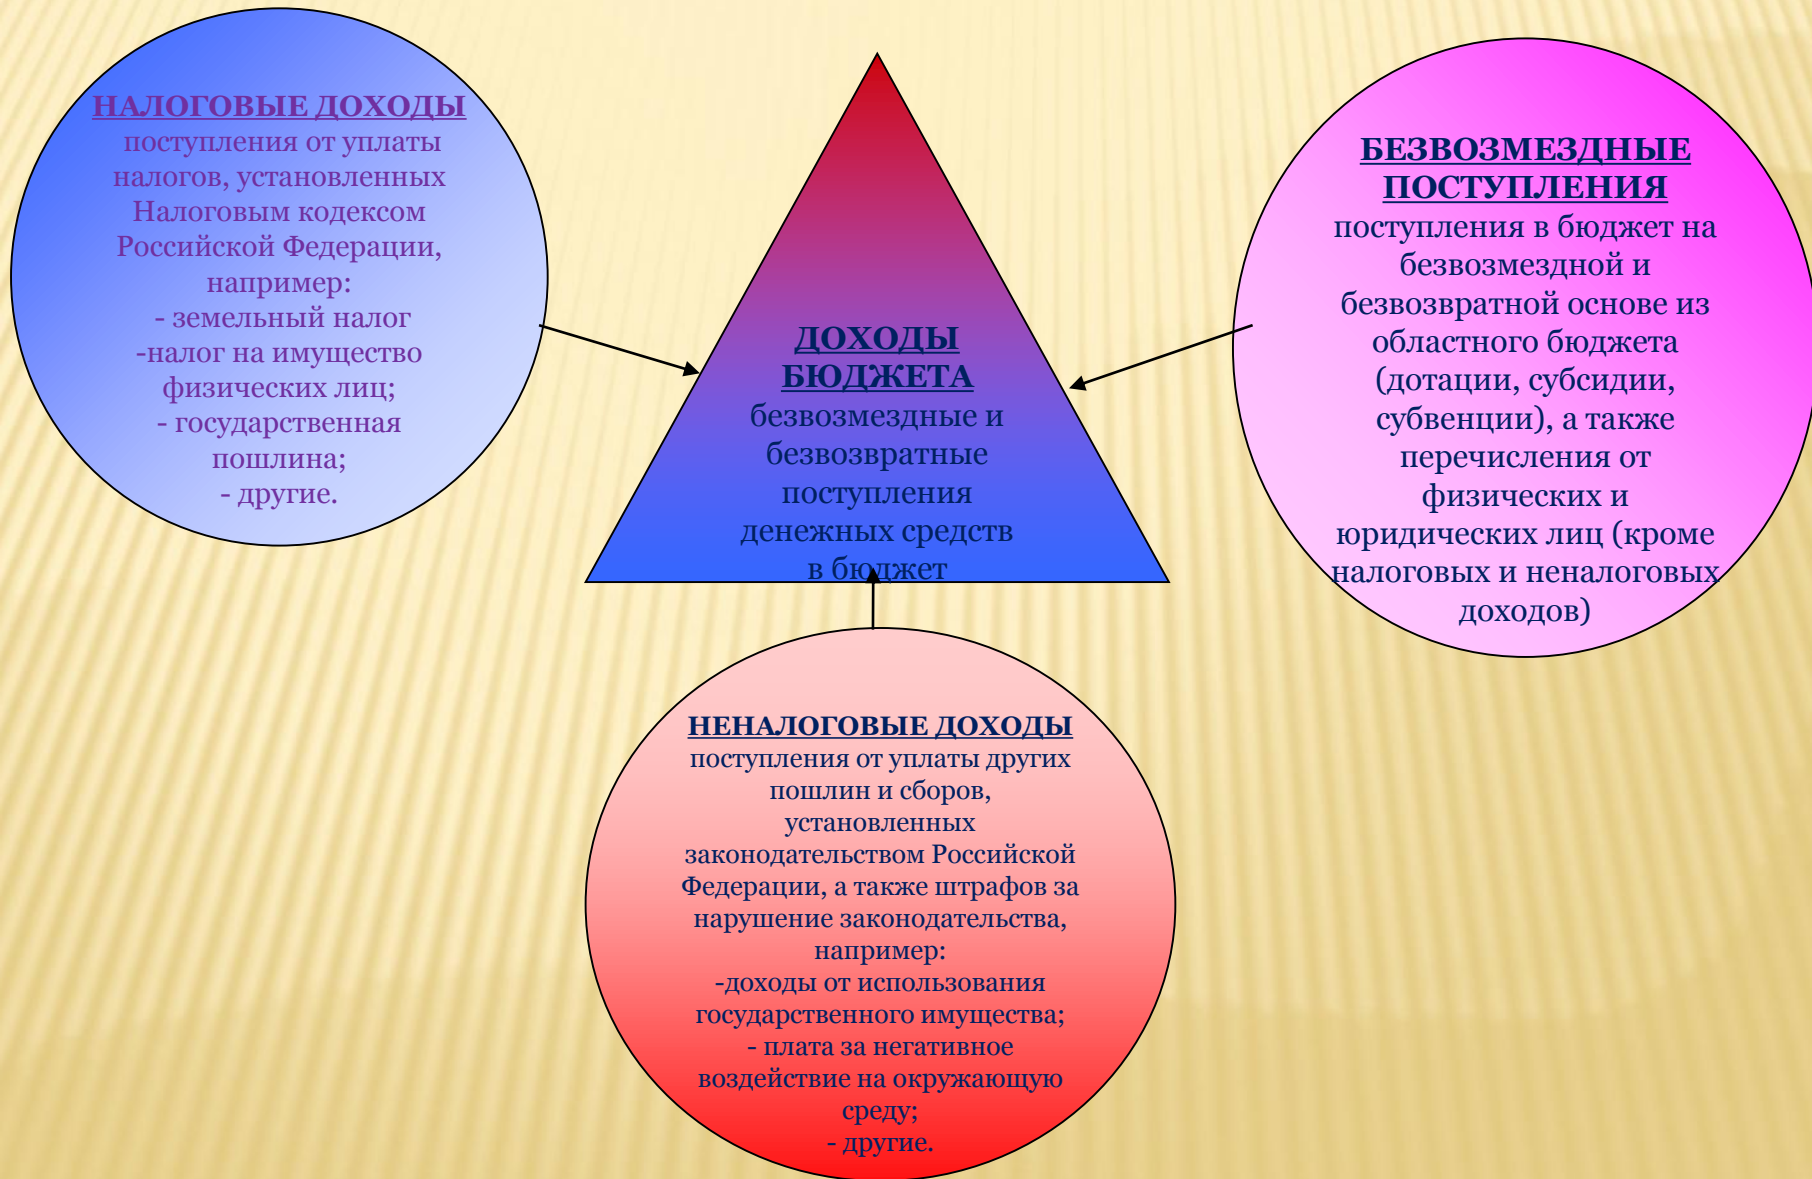 НАЛОГОВЫЕ ДОХОДЫ
поступления от уплаты
налогов, установленных
Налоговым кодексом
Российской Федерации,
например:
- земельный налог
-налог на имущество
физических лиц;
- государственная
пошлина;
- другие.
ДОХОДЫ
БЮДЖЕТА
безвозмездные и
безвозвратные
поступления
денежных средств
в бюджет
БЕЗВОЗМЕЗДНЫЕ
ПОСТУПЛЕНИЯ
поступления в бюджет на
безвозмездной и
безвозвратной основе из
областного бюджета
(дотации, субсидии,
субвенции), а также
перечисления от
физических и
юридических лиц (кроме
налоговых и неналоговых
доходов)
НЕНАЛОГОВЫЕ ДОХОДЫ
поступления от уплаты других
пошлин и сборов,
установленных
законодательством Российской
Федерации, а также штрафов за
нарушение законодательства,
например:
-доходы от использования
государственного имущества;
- плата за негативное
воздействие на окружающую
среду;
- другие.